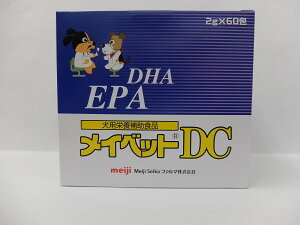 2g×60包
DHA
EPA
犬用栄養補助食品
メイベット®DC
meiji Meiji Seika ファルマ株式会社